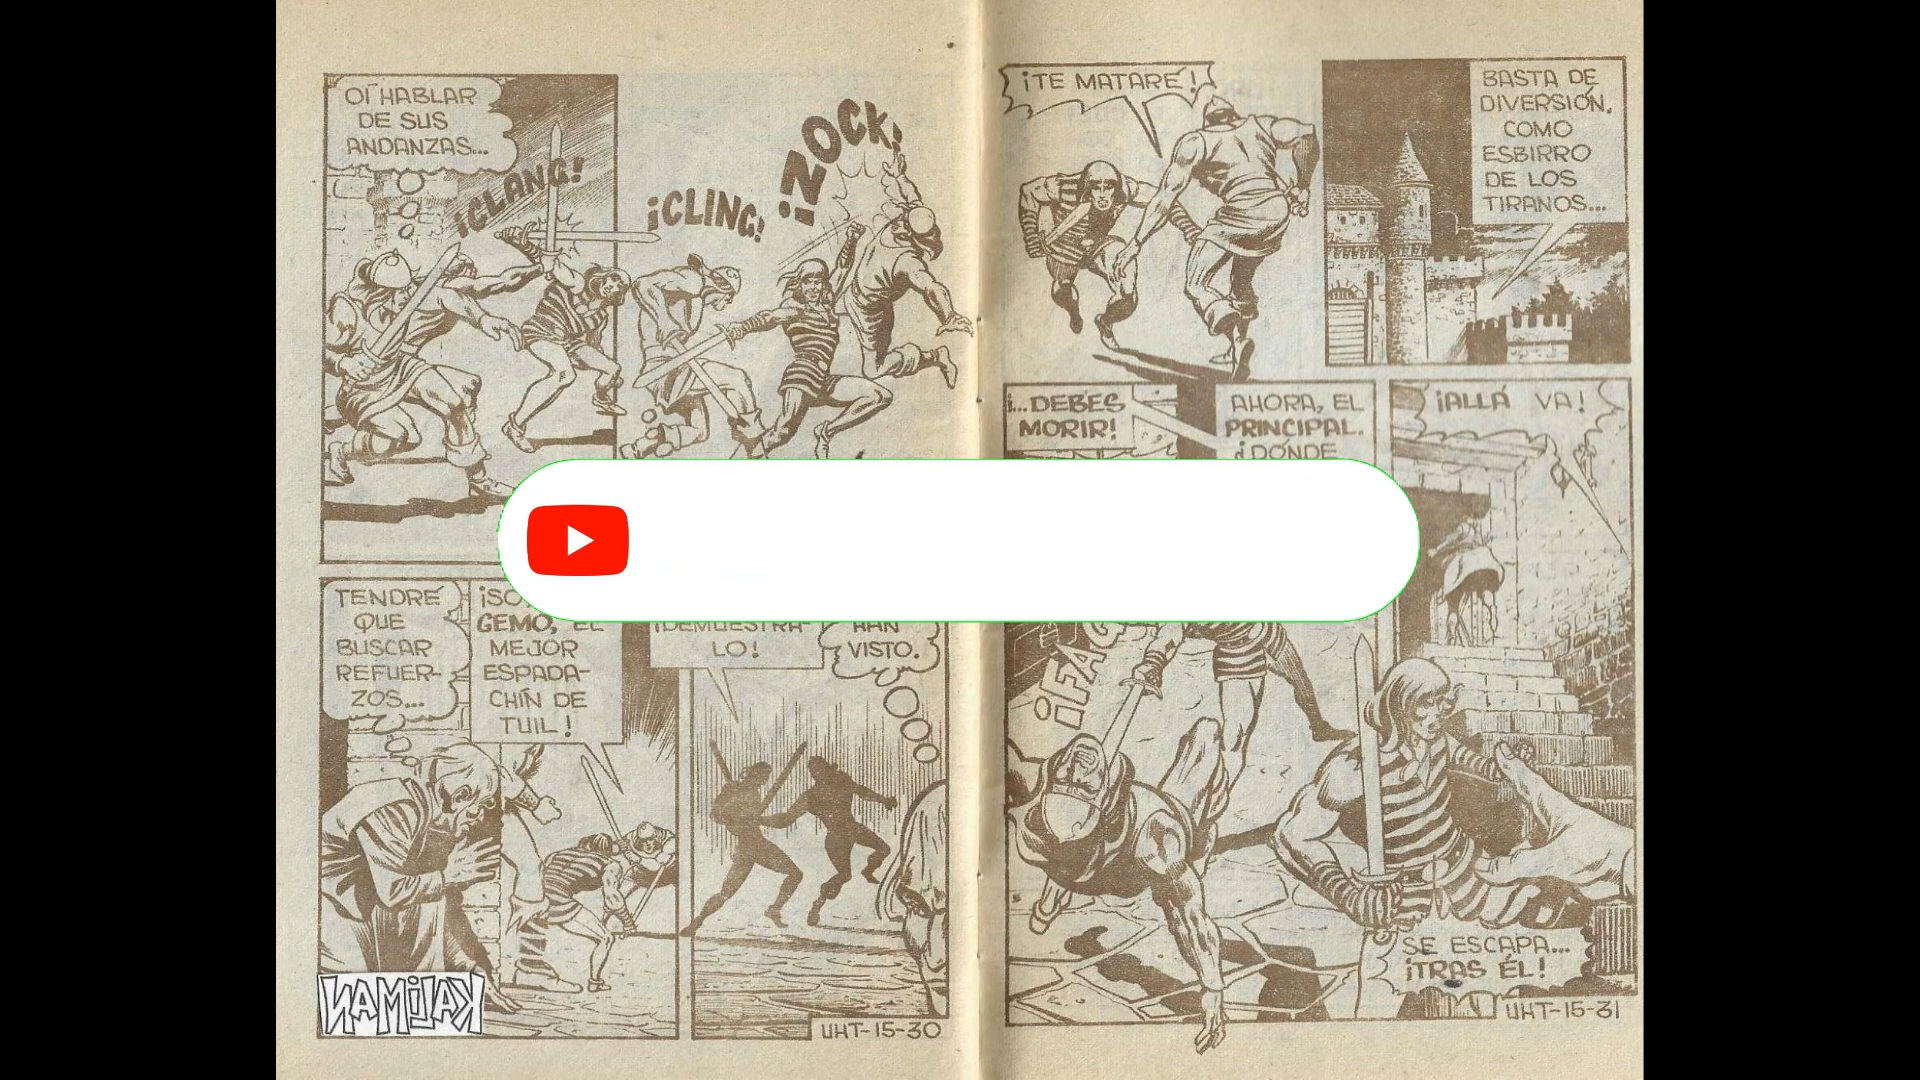 OÍ HABLAR
DE SUS
ANDANZAS...
¡CLANG!
¡CLING!
¡ZOCK!
TENDRÉ
QUE
BUSCAR
REFUER-
ZOS...
GEMO, EL
MEJOR
ESPADA-
CHÍN DE
TUIL!
¡DEMUESTRA-
LO!
HAN
VISTO.
KALIMAN
UHT-15-30
¡TE MATARÉ!
BASTA DE
DIVERSIÓN.
COMO
ESBIRRO
DE LOS
TIRANOS...
¡...DEBES
MORIR!
AHORA, EL
PRINCIPAL.
¿DÓNDE
¡ALLÁ VA!
SE ESCAPA...
¡TRAS ÉL!
UHT-15-31